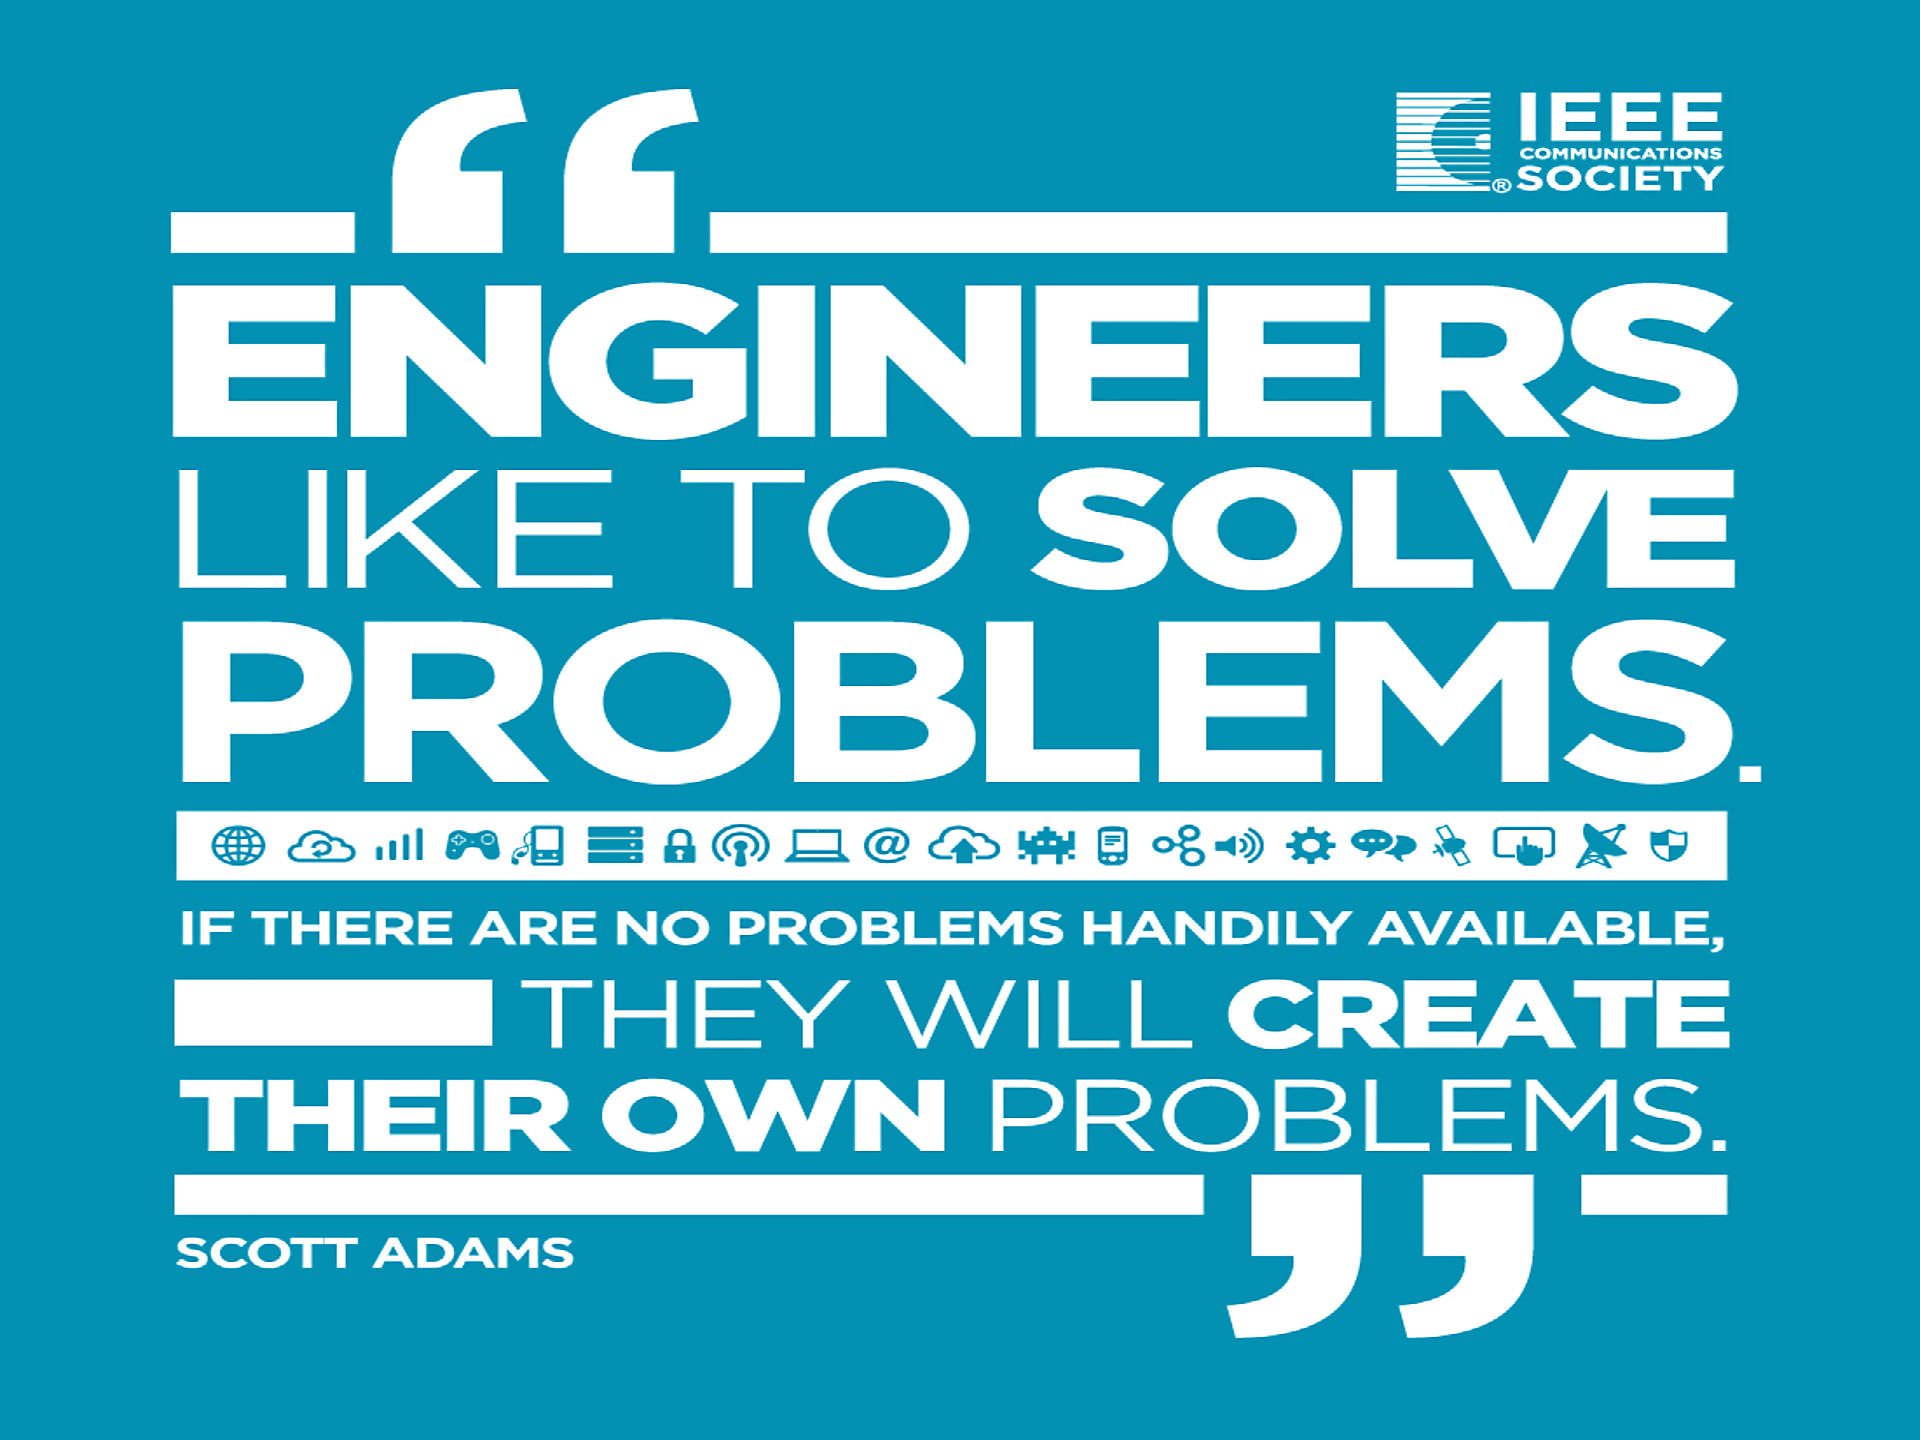 IEEE
COMMUNICATIONS
® SOCIETY
“
ENGINEERS
LIKE TO SOLVE
PROBLEMS.
@
IF THERE ARE NO PROBLEMS HANDILY AVAILABLE,
THEY WILL CREATE
THEIR OWN PROBLEMS.
”
SCOTT ADAMS